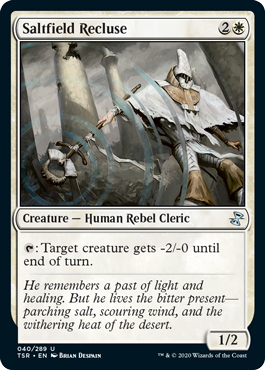 Saltfield Recluse 2
Creature — Human Rebel Cleric
: Target creature gets -2/-0 until
end of turn.
He remembers a past of light and
healing. But he lives the bitter present—
parching salt, scouring wind, and the
withering heat of the desert.
1/2
040/289 U
TSR • EN Brian Despain
™ & © 2020 Wizards of the Coast